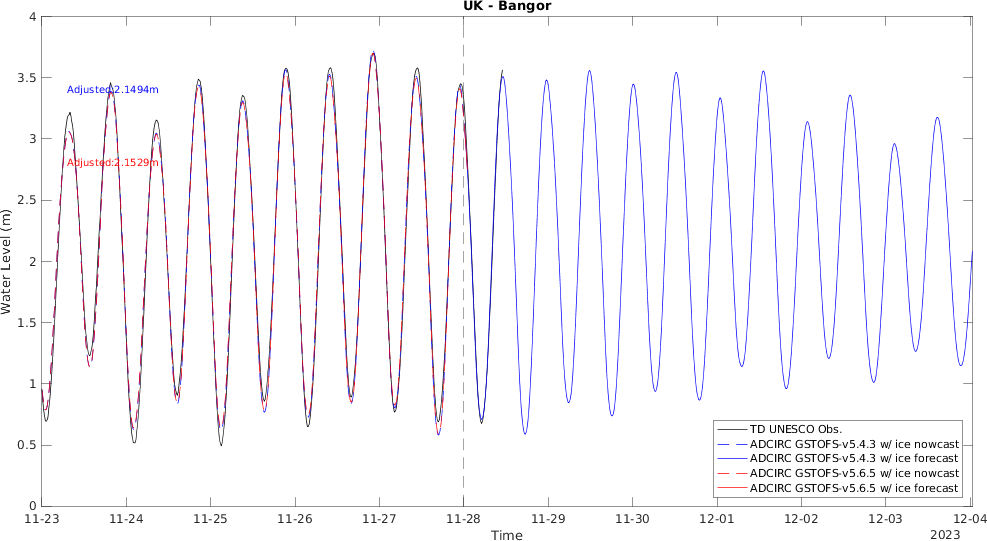 UK - Bangor
4
3.5
3
2.5
2
1.5
1
0.5
0
Water Level (m)
Adjusted:2.1494m
Adjusted:2.1529m
11-23
11-24
11-25
11-26
11-27
11-28
11-29
11-30
12-01
12-02
12-03
12-04
Time
2023
TD UNESCO Obs.
ADCIRC GSTOFS-v5.4.3 w/ ice nowcast
ADCIRC GSTOFS-v5.4.3 w/ ice forecast
ADCIRC GSTOFS-v5.6.5 w/ ice nowcast
ADCIRC GSTOFS-v5.6.5 w/ ice forecast